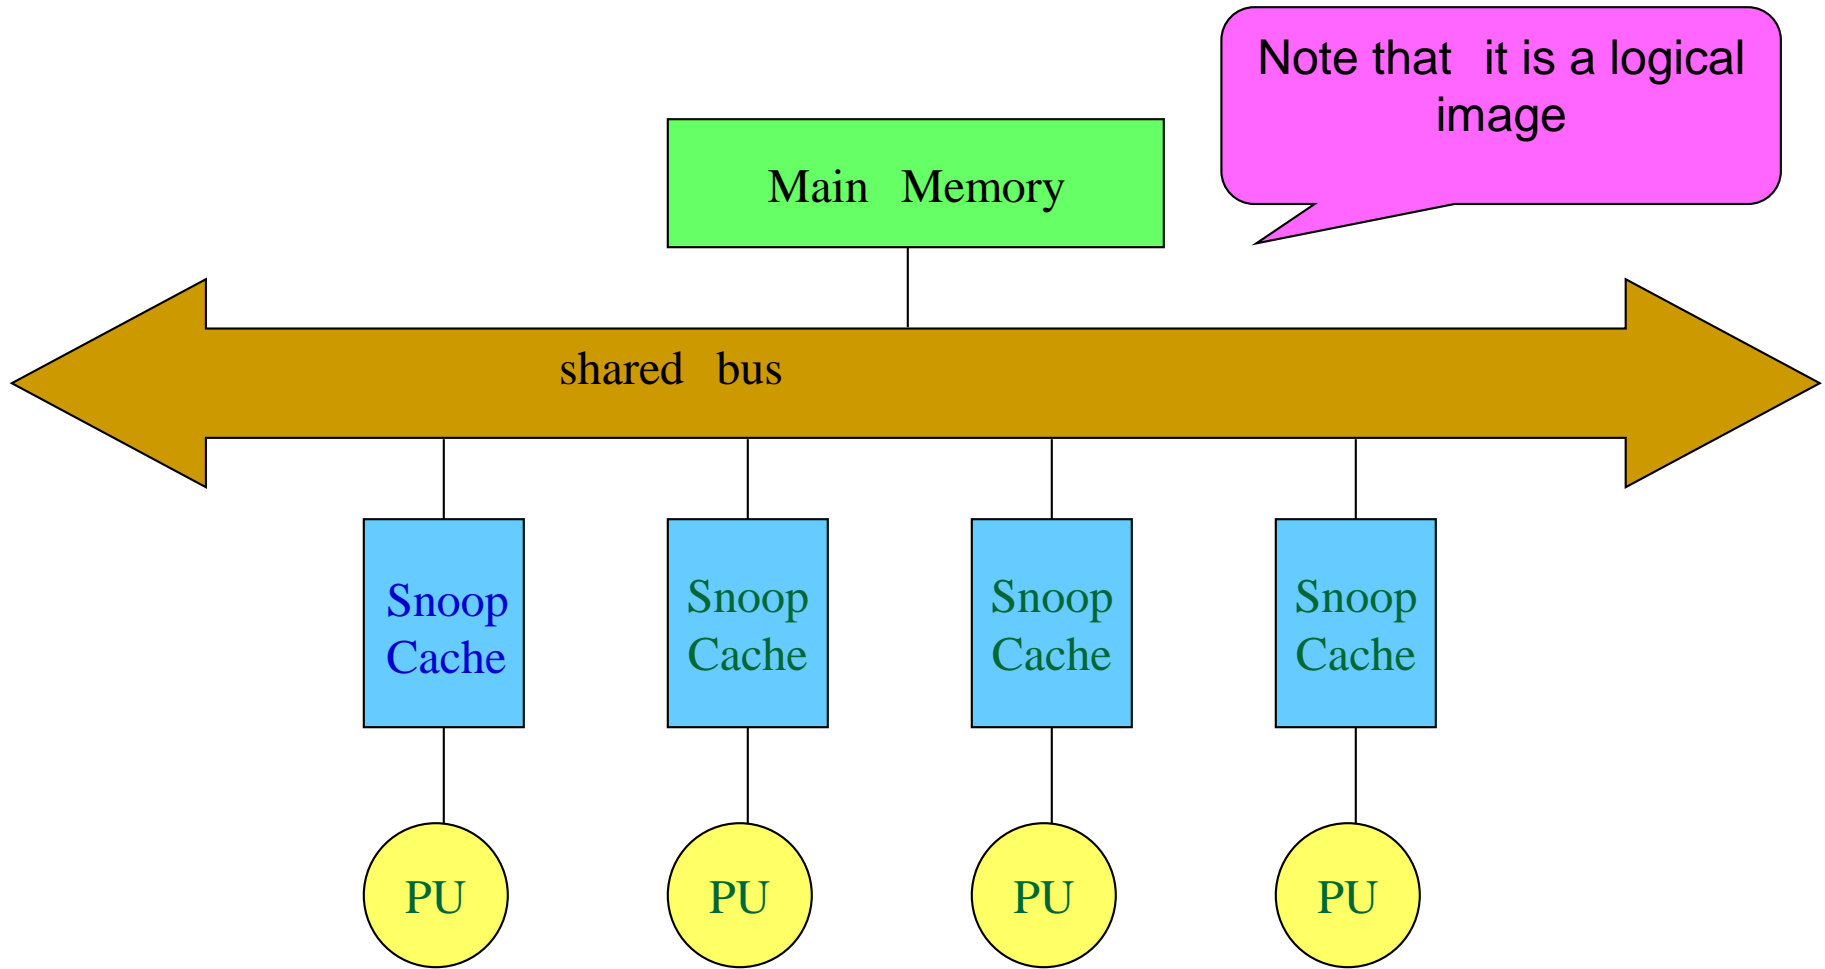 Note that it is a logical
image
Main Memory
shared bus
Snoop
Cache
Snoop
Cache
Snoop
Cache
Snoop
Cache
PU
PU
PU
PU